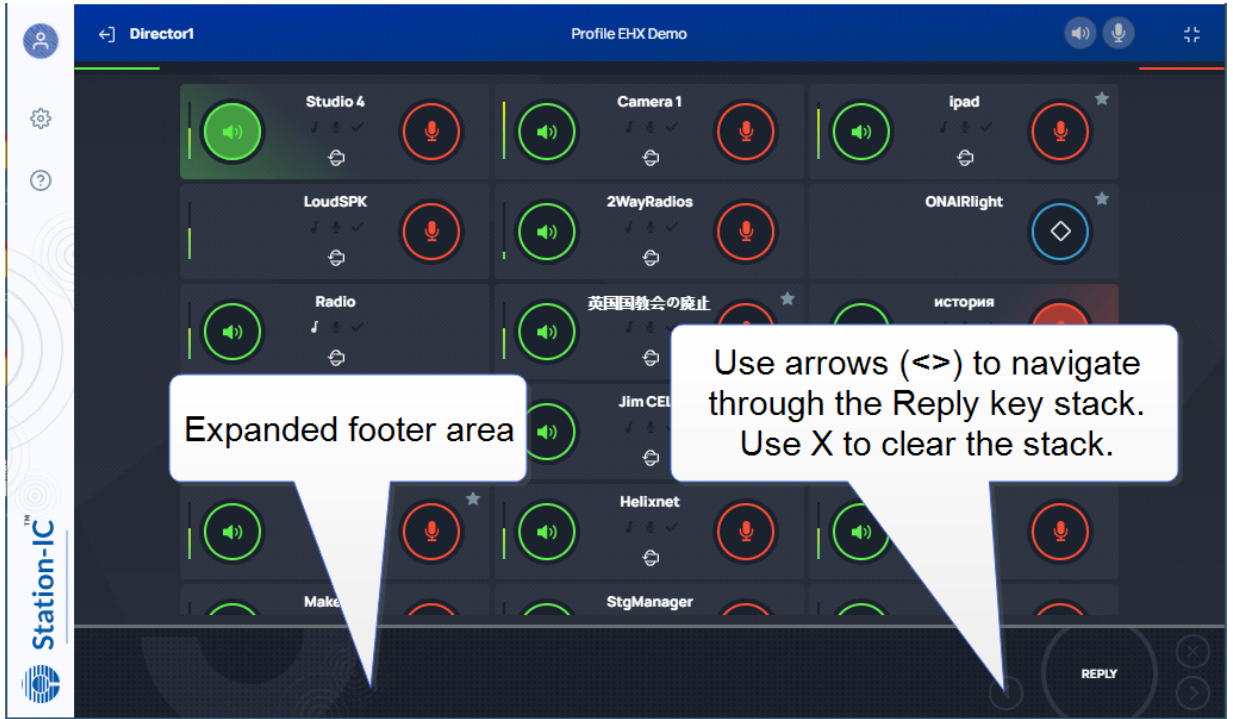 Director1
Profile EHX Demo
Studio 4
Camera 1
ipad
LoudSPK
2WayRadios
ONAIRlight
Radio
英国国教会の廃止
история
Use arrows (<>) to navigate
through the Reply key stack.
Use X to clear the stack.
Expanded footer area
Jim CEL
Helixnet
Make
StgManager
REPLY
Station-IC™